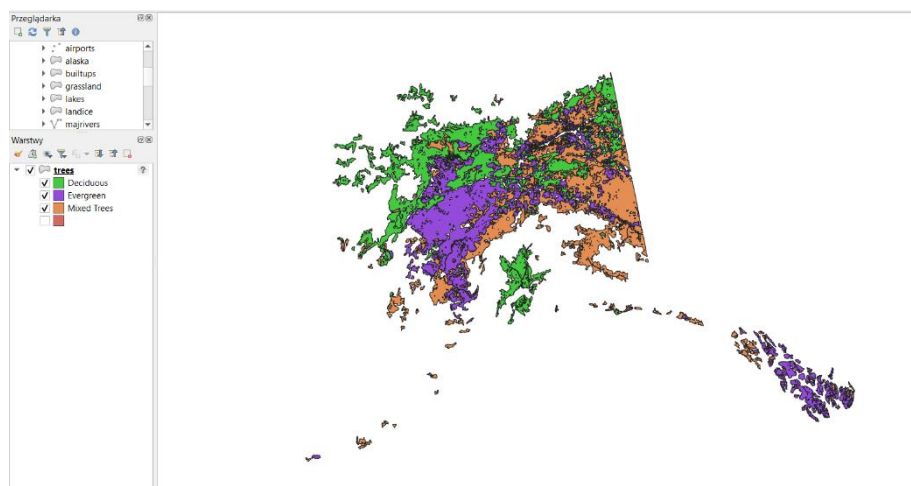 Przeglądarka
airports
alaska
builtups
grassland
lakes
landice
majrivers
Warstwy
trees
?
Deciduous
Evergreen
Mixed Trees